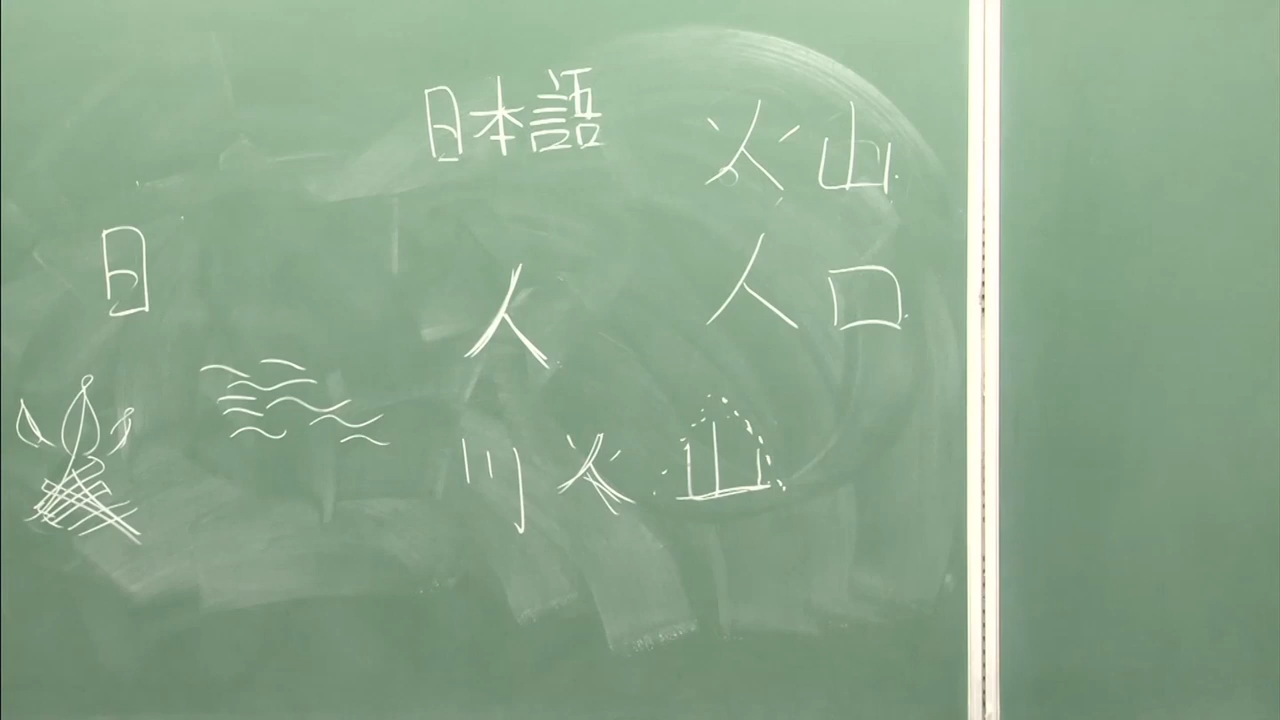 日本語
火山
日
人
人口
川 火 山